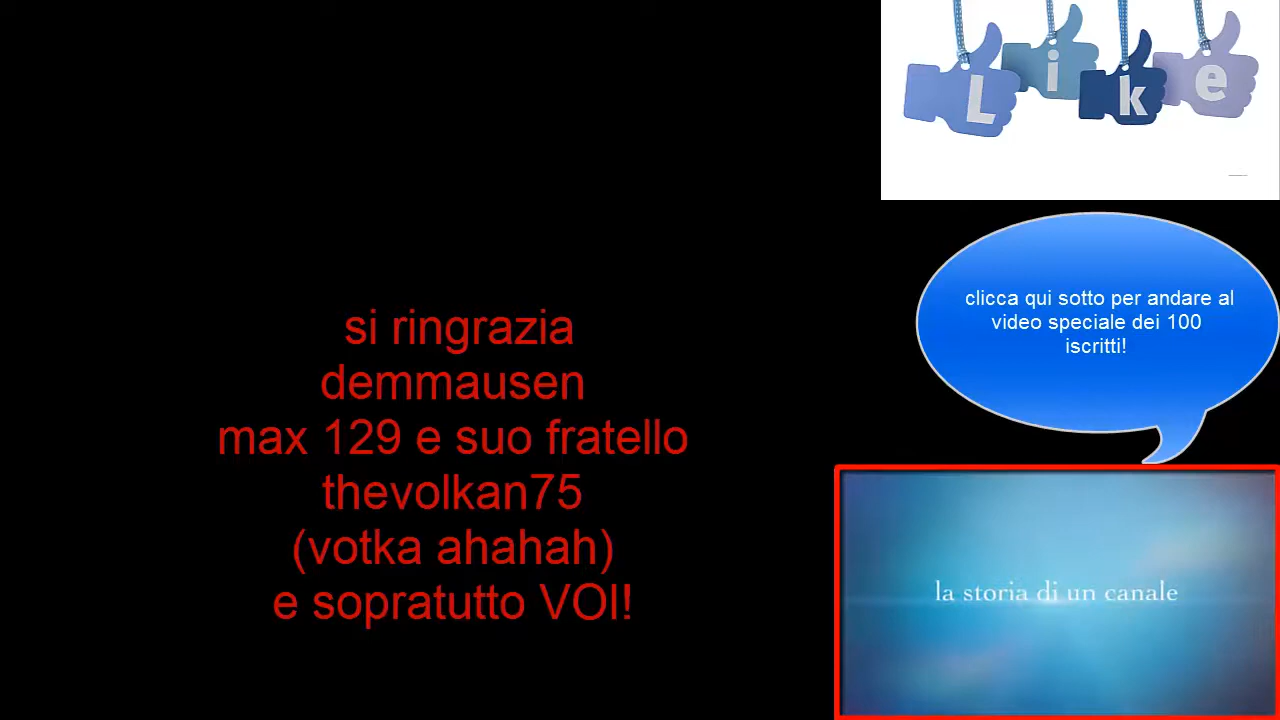 Like
clicca qui sotto per andare al
video speciale dei 100
iscritti!
si ringrazia
demmausen
max 129 e suo fratello
thevolkan75
(votka ahahah)
e sopratutto VOI!
la storia di un canale